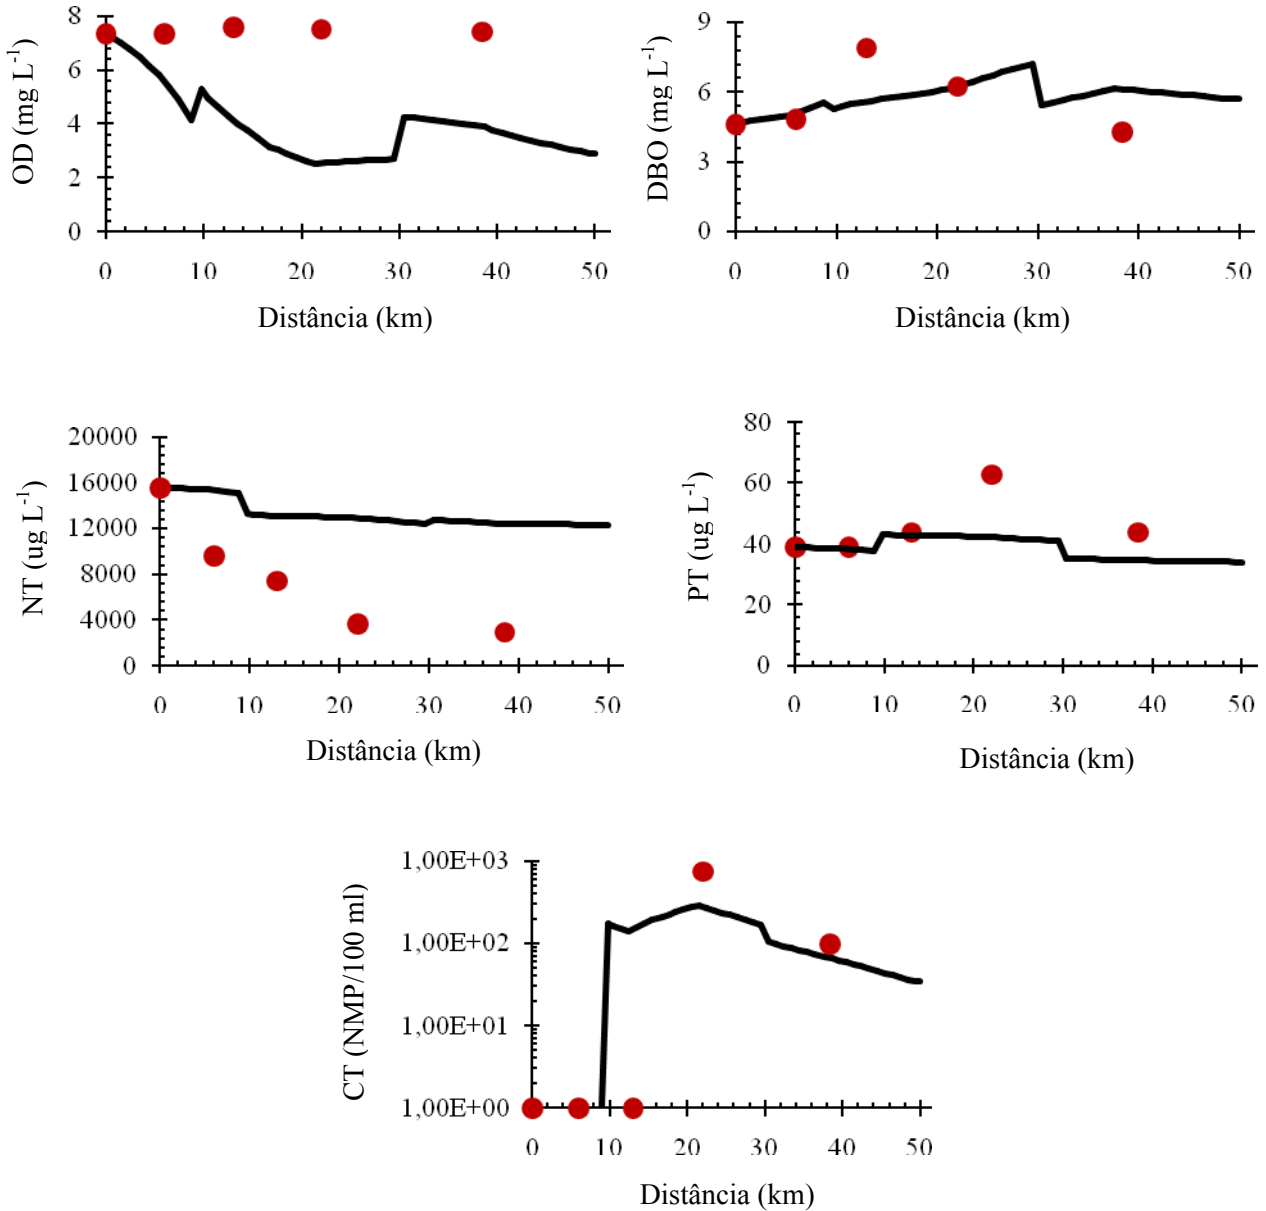 OD (mg L-1)
8
6
4
2
0
0 10 20 30 40 50
Distância (km)
DBO (mg L-1)
9
6
3
0
0 10 20 30 40 50
Distância (km)
NT (ug L-1)
20000
16000
12000
8000
4000
0
0 10 20 30 40 50
Distância (km)
PT (ug L-1)
80
60
40
20
0
0 10 20 30 40 50
Distância (km)
CT (NMP/100 ml)
1,00E+03
1,00E+02
1,00E+01
1,00E+00
0 10 20 30 40 50
Distância (km)